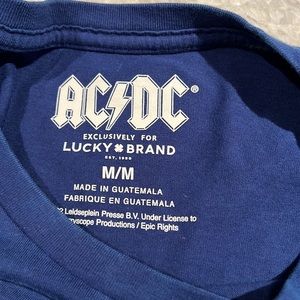 AC⚡DC®
EXCLUSIVELY FOR
LUCKY BRAND
EST. 1990
M/M
MADE IN GUATEMALA
FABRIQUE EN GUATEMALA
Leidseplein Presse B.V. Under License to
Productions / Epic Rights